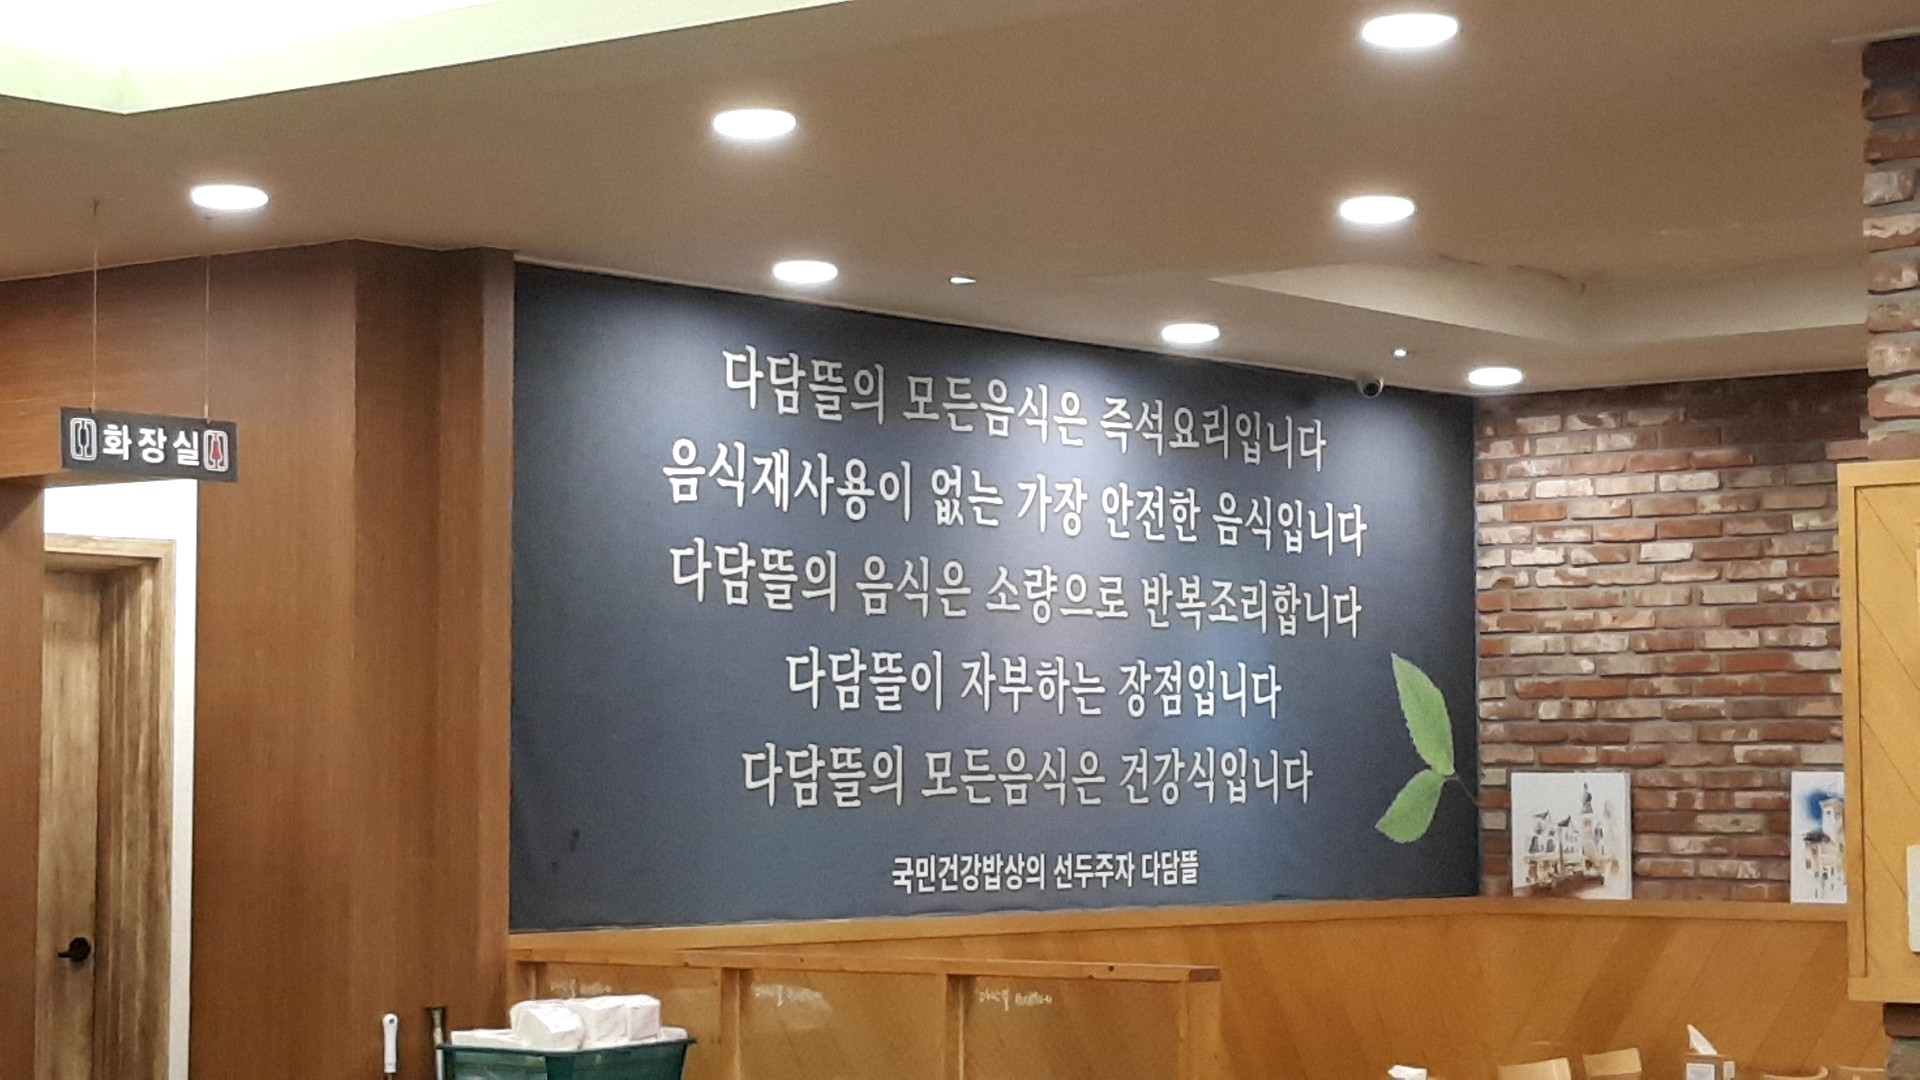 화장실
다담뜰의 모든음식은 즉석요리입니다
음식재사용이 없는 가장 안전한 음식입니다
다담뜰의 음식은 소량으로 반복조리합니다
다담뜰이 자부하는 장점입니다
다담뜰의 모든음식은 건강식입니다
국민건강밥상의 선두주자 다담뜰